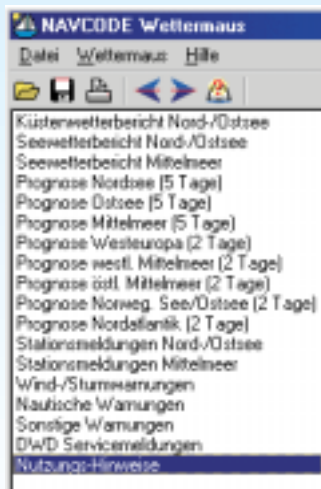 NAVCODE Wettermaus
Datei Wettermaus Hilfe
Küstenwetterbericht Nord-/Ostsee
Seewetterbericht Nord-/Ostsee
Seewetterbericht Mittelmeer
Prognose Nordsee (5 Tage)
Prognose Ostsee (5 Tage)
Prognose Mittelmeer (5 Tage)
Prognose Westeuropa (2 Tage)
Prognose westl. Mittelmeer (2 Tage)
Prognose östl. Mittelmeer (2 Tage)
Prognose Norweg. See/Ostsee (2 Tage)
Prognose Nordatlantik (2 Tage)
Stationsmeldungen Nord-/Ostsee
Stationsmeldungen Mittelmeer
Wind-/Sturmwarnungen
Nautische Warnungen
Sonstige Warnungen
DWD Servicemeldungen
Nutzungs-Hinweise